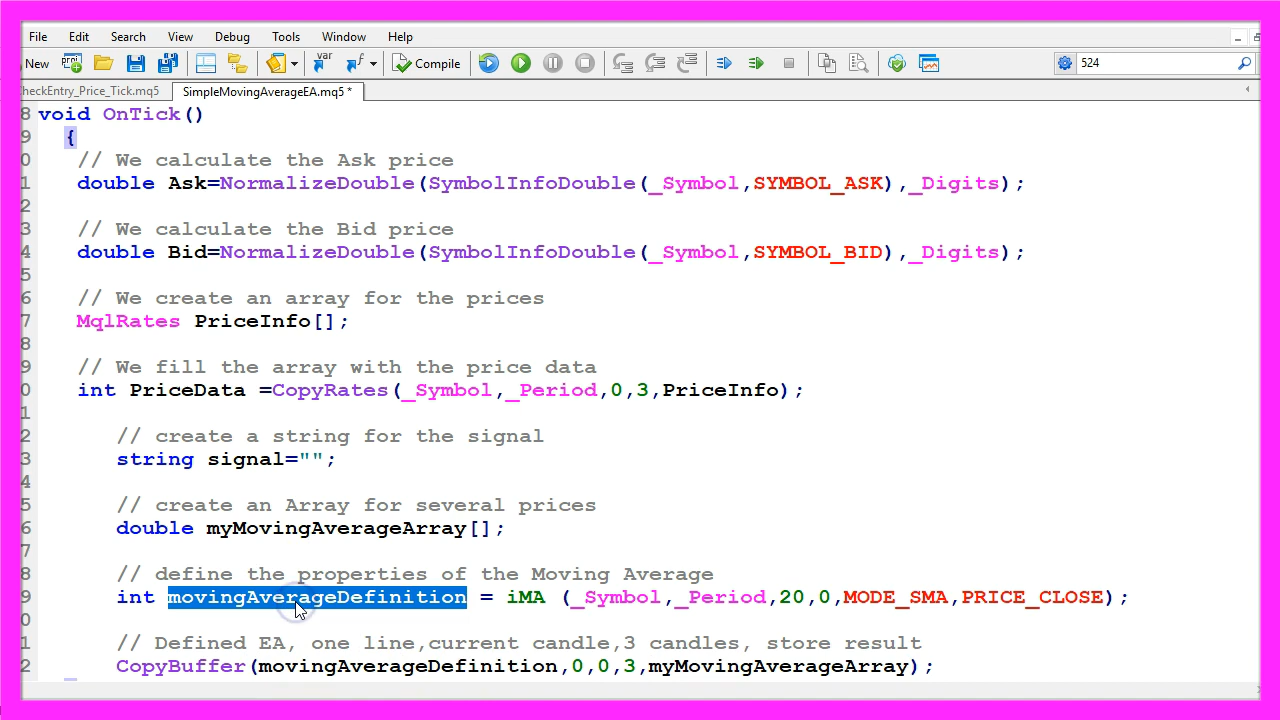 File Edit Search View Debug Tools Window Help
New Compile 524
heckEntry_Price_Tick.mq5 SimpleMovingAverageEA.mq5 *
8 void OnTick()
9 {
0 // We calculate the Ask price
1 double Ask=NormalizeDouble(SymbolInfoDouble(_Symbol,SYMBOL_ASK),_Digits);
2
3 // We calculate the Bid price
4 double Bid=NormalizeDouble(SymbolInfoDouble(_Symbol,SYMBOL_BID),_Digits);
5
6 // We create an array for the prices
7 MqlRates PriceInfo[];
8
9 // We fill the array with the price data
0 int PriceData =CopyRates(_Symbol,_Period,0,3,PriceInfo);
1
2 // create a string for the signal
3 string signal="";
4
5 // create an Array for several prices
6 double myMovingAverageArray[];
7
8 // define the properties of the Moving Average
9 int movingAverageDefinition = iMA (_Symbol,_Period,20,0,MODE_SMA,PRICE_CLOSE);
0
1 // Defined EA, one line,current candle,3 candles, store result
2 CopyBuffer(movingAverageDefinition,0,0,3,myMovingAverageArray);